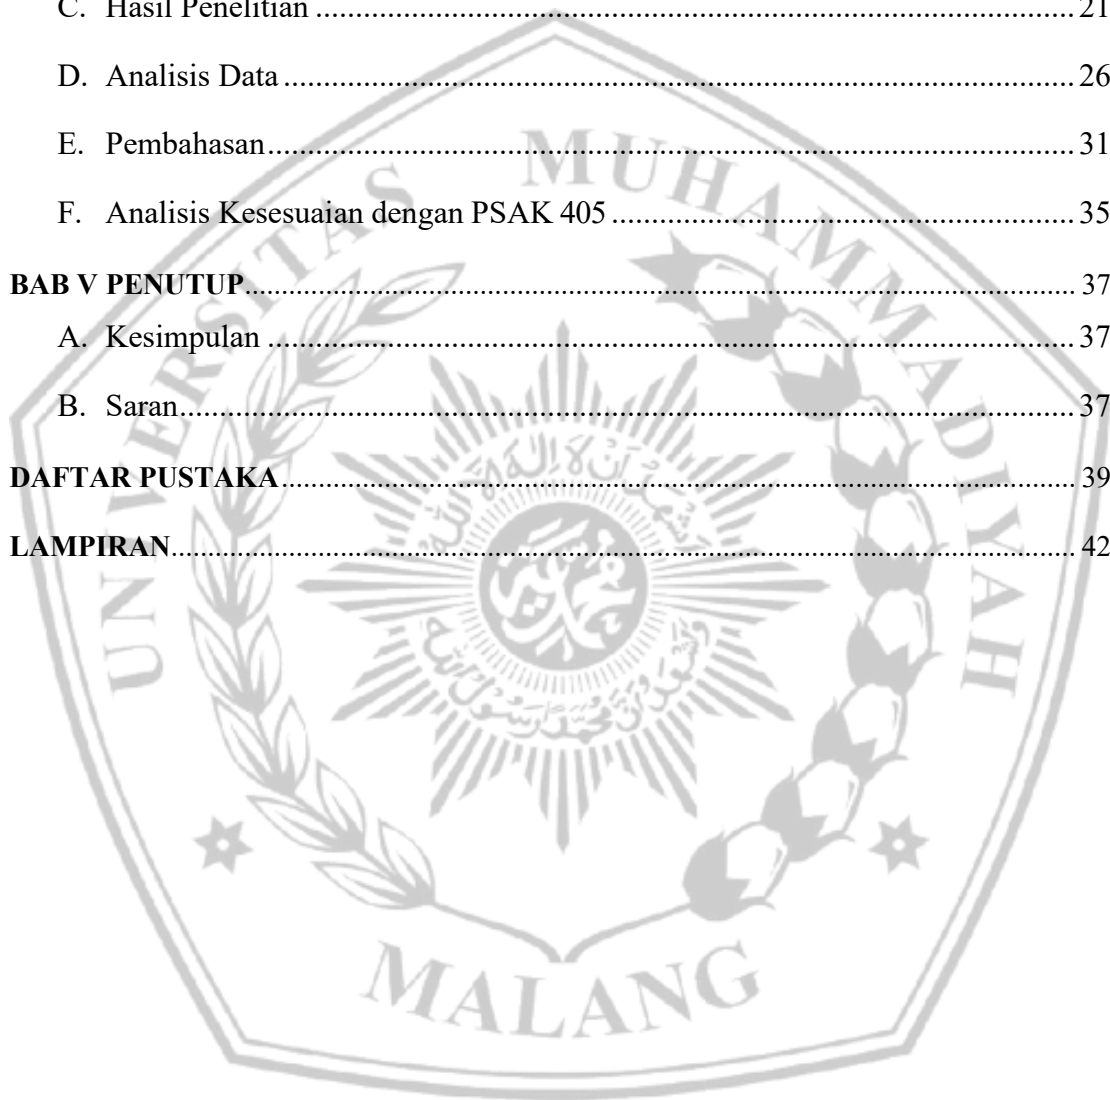 C. Hasil Penelitian ........................................ 21
D. Analisis Data ........................................ 26
E. Pembahasan ........................................ 31
F. Analisis Kesesuaian dengan PSAK 405 ........................................ 35
BAB V PENUTUP ........................................ 37
A. Kesimpulan ........................................ 37
B. Saran ........................................ 37
DAFTAR PUSTAKA ........................................ 39
LAMPIRAN ........................................ 42
UNIVERSITAS MUHAMMADIYAH
MALANG